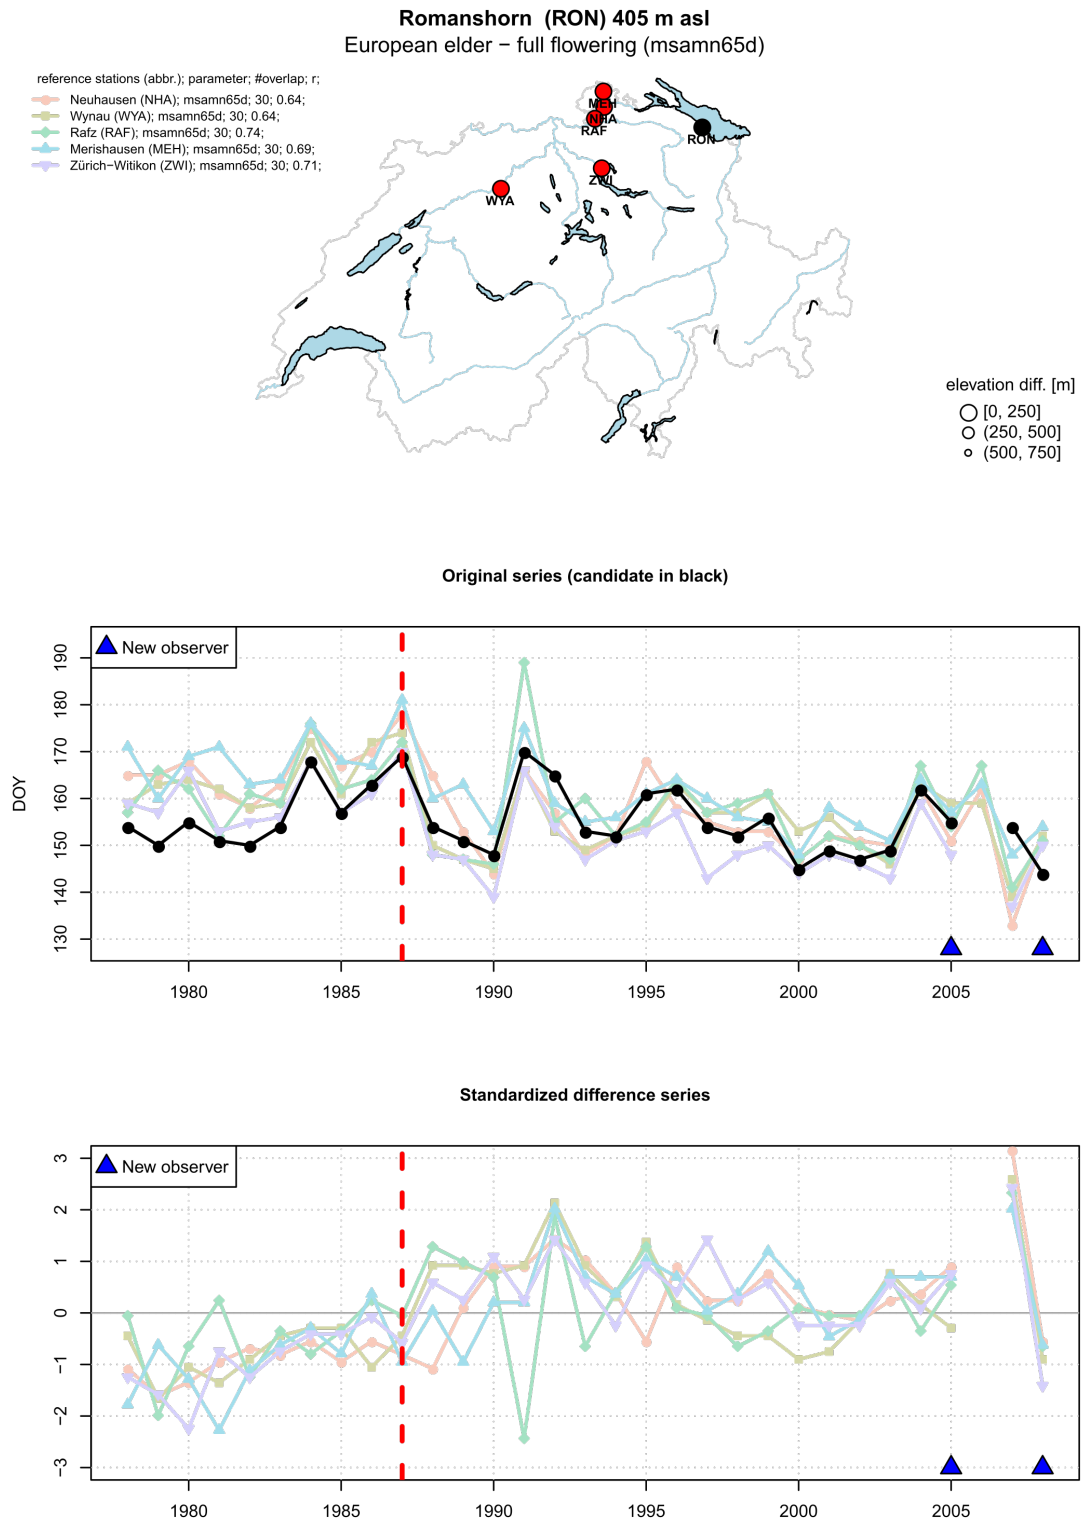 Romanshorn  (RON) 405 m asl
European elder − full flowering (msamn65d)
reference stations (abbr.); parameter; #overlap; r;
Neuhausen (NHA); msamn65d; 30; 0.64;
Wynau (WYA); msamn65d; 30; 0.64;
Rafz (RAF); msamn65d; 30; 0.74;
Merishausen (MEH); msamn65d; 30; 0.69;
Zürich−Witikon (ZWI); msamn65d; 30; 0.71;
MEH
NHA
RAF
RON
ZWI
WYA
elevation diff. [m]
[0, 250]
(250, 500]
(500, 750]
Original series (candidate in black)
New observer
DOY
190
180
170
160
150
140
130
1980 1985 1990 1995 2000 2005
Standardized difference series
New observer
3
2
1
0
−1
−2
−3
1980 1985 1990 1995 2000 2005